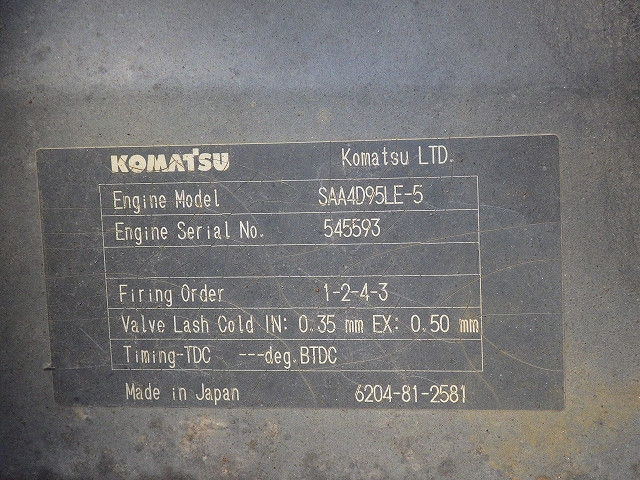 KOMATSU Komatsu LTD.
Engine Model SAA4D95LE-5
Engine Serial No. 545593
Firing Order 1-2-4-3
Valve Lash Cold IN: 0.35 mm EX: 0.50 mm
Timing-TDC ---deg.BTDC
Made in Japan 6204-81-2581